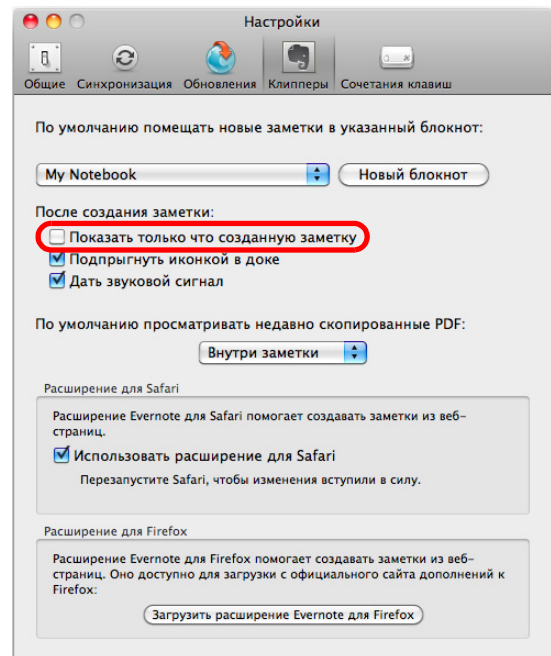 Настройки
Общие Синхронизация Обновления Клипперы Сочетания клавиш
По умолчанию помещать новые заметки в указанный блокнот:
My Notebook Новый блокнот
После создания заметки:
Показать только что созданную заметку
Подпрыгнуть иконкой в доке
Дать звуковой сигнал
По умолчанию просматривать недавно скопированные PDF:
Внутри заметки
Расширение для Safari
Расширение Evernote для Safari помогает создавать заметки из веб-
страниц.
Использовать расширение для Safari
Перезапустите Safari, чтобы изменения вступили в силу.
Расширение для Firefox
Расширение Evernote для Firefox помогает создавать заметки из веб-
страниц. Оно доступно для загрузки с официального сайта дополнений к
Firefox:
Загрузить расширение Evernote для Firefox